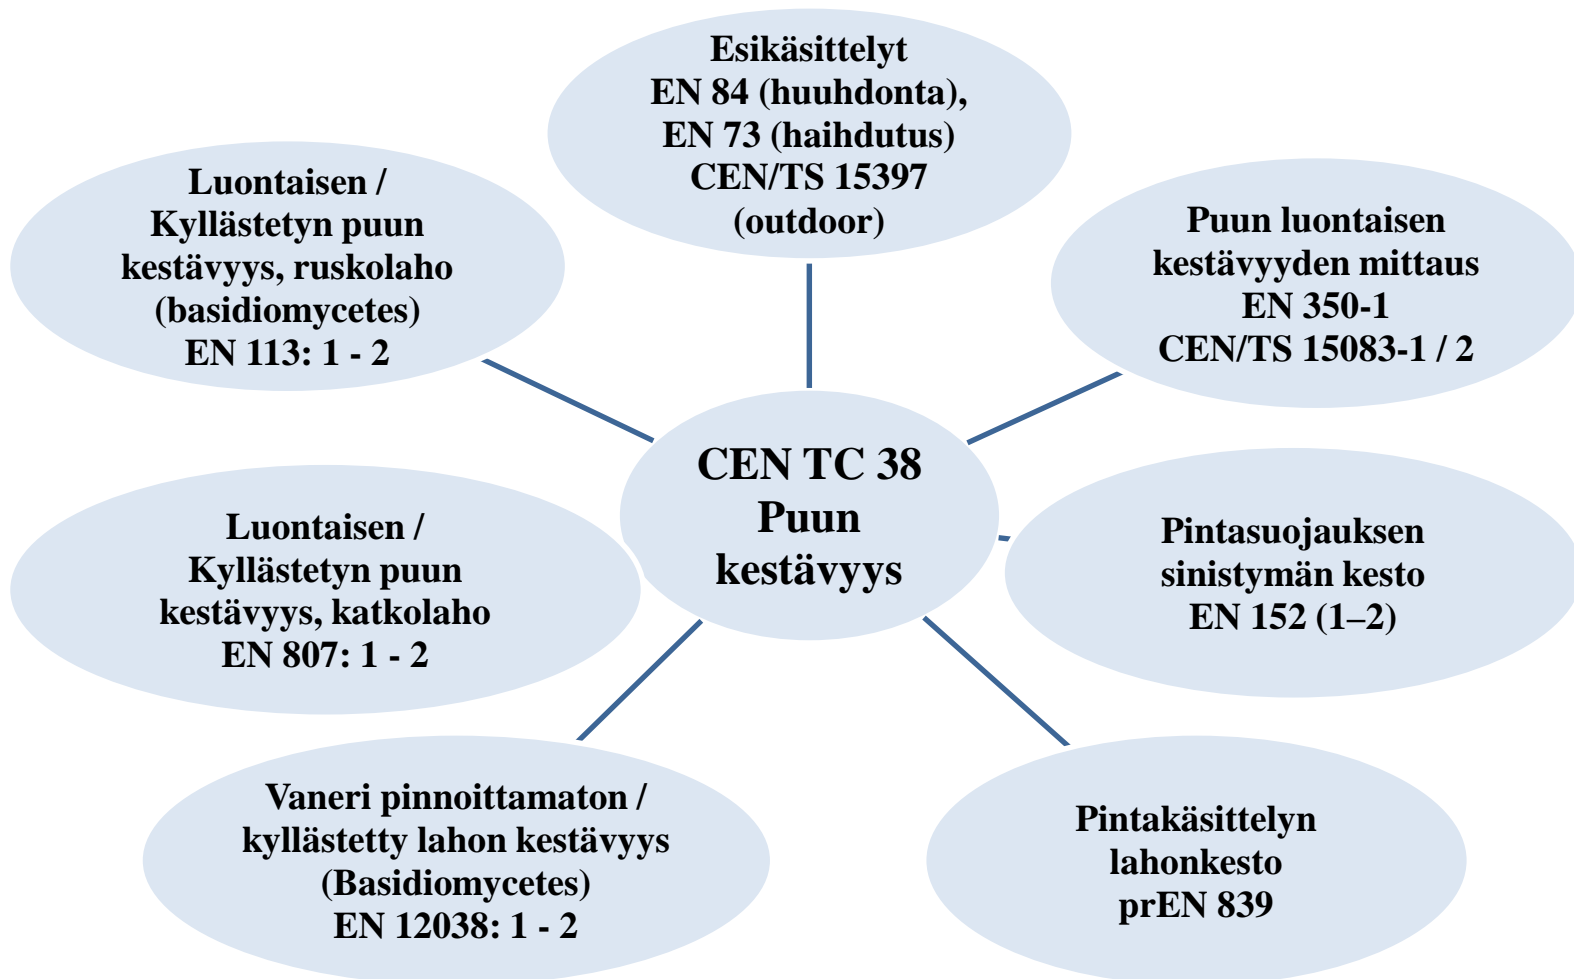 Esikäsittelyt
EN 84 (huuhdonta),
EN 73 (haihdutus)
CEN/TS 15397
(outdoor)
Luontaisen /
Kyllästetyn puun
kestävyys, ruskolaho
(basidiomycetes)
EN 113: 1 - 2
Puun luontaisen
kestävyyden mittaus
EN 350-1
CEN/TS 15083-1 / 2
CEN TC 38
Puun
kestävyys
Luontaisen /
Kyllästetyn puun
kestävyys, katkolaho
EN 807: 1 - 2
Pintasuojauksen
sinistymän kesto
EN 152 (1–2)
Vaneri pinnoittamaton /
kyllästetty lahon kestävyys
(Basidiomycetes)
EN 12038: 1 - 2
Pintakäsittelyn
lahonkesto
prEN 839